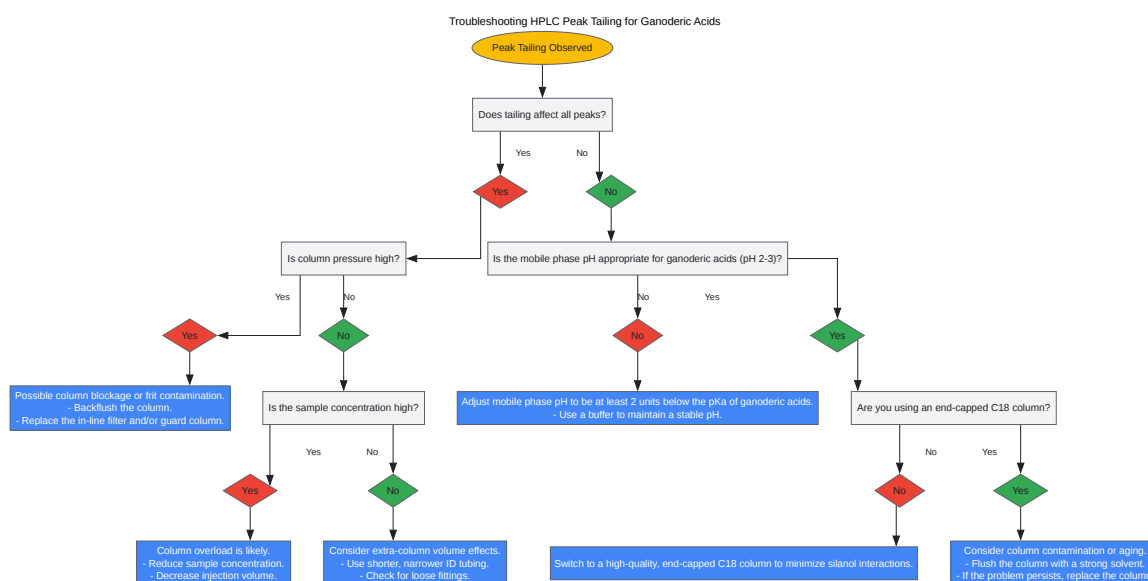 Troubleshooting HPLC Peak Tailing for Ganoderic Acids
Peak Tailing Observed
Does tailing affect all peaks?
Yes
No
Yes
No
Is column pressure high?
Is the mobile phase pH appropriate for ganoderic acids (pH 2-3)?
Yes
No
No
Yes
Yes
No
No
Yes
Possible column blockage or frit contamination.
- Backflush the column.
- Replace the in-line filter and/or guard column.
Is the sample concentration high?
Adjust mobile phase pH to be at least 2 units below the pKa of ganoderic acids.
- Use a buffer to maintain a stable pH.
Are you using an end-capped C18 column?
Yes
No
No
Yes
Yes
No
No
Yes
Column overload is likely.
- Reduce sample concentration.
- Decrease injection volume.
Consider extra-column volume effects.
- Use shorter, narrower ID tubing.
- Check for loose fittings.
Switch to a high-quality, end-capped C18 column to minimize silanol interactions.
Consider column contamination or aging.
- Flush the column with a strong solvent
- If the problem persists, replace the column